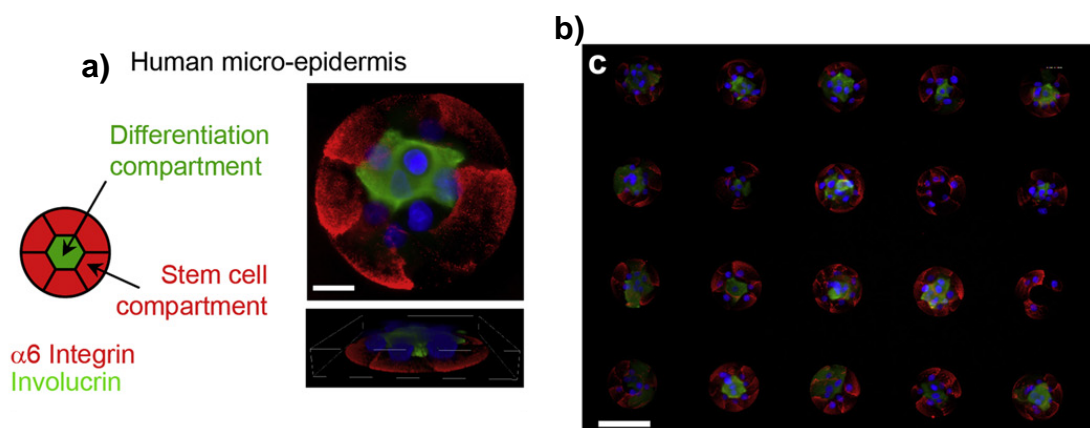 a) Human micro-epidermis
Differentiation
compartment
Stem cell
compartment
α6 Integrin
Involucrin
b)
c